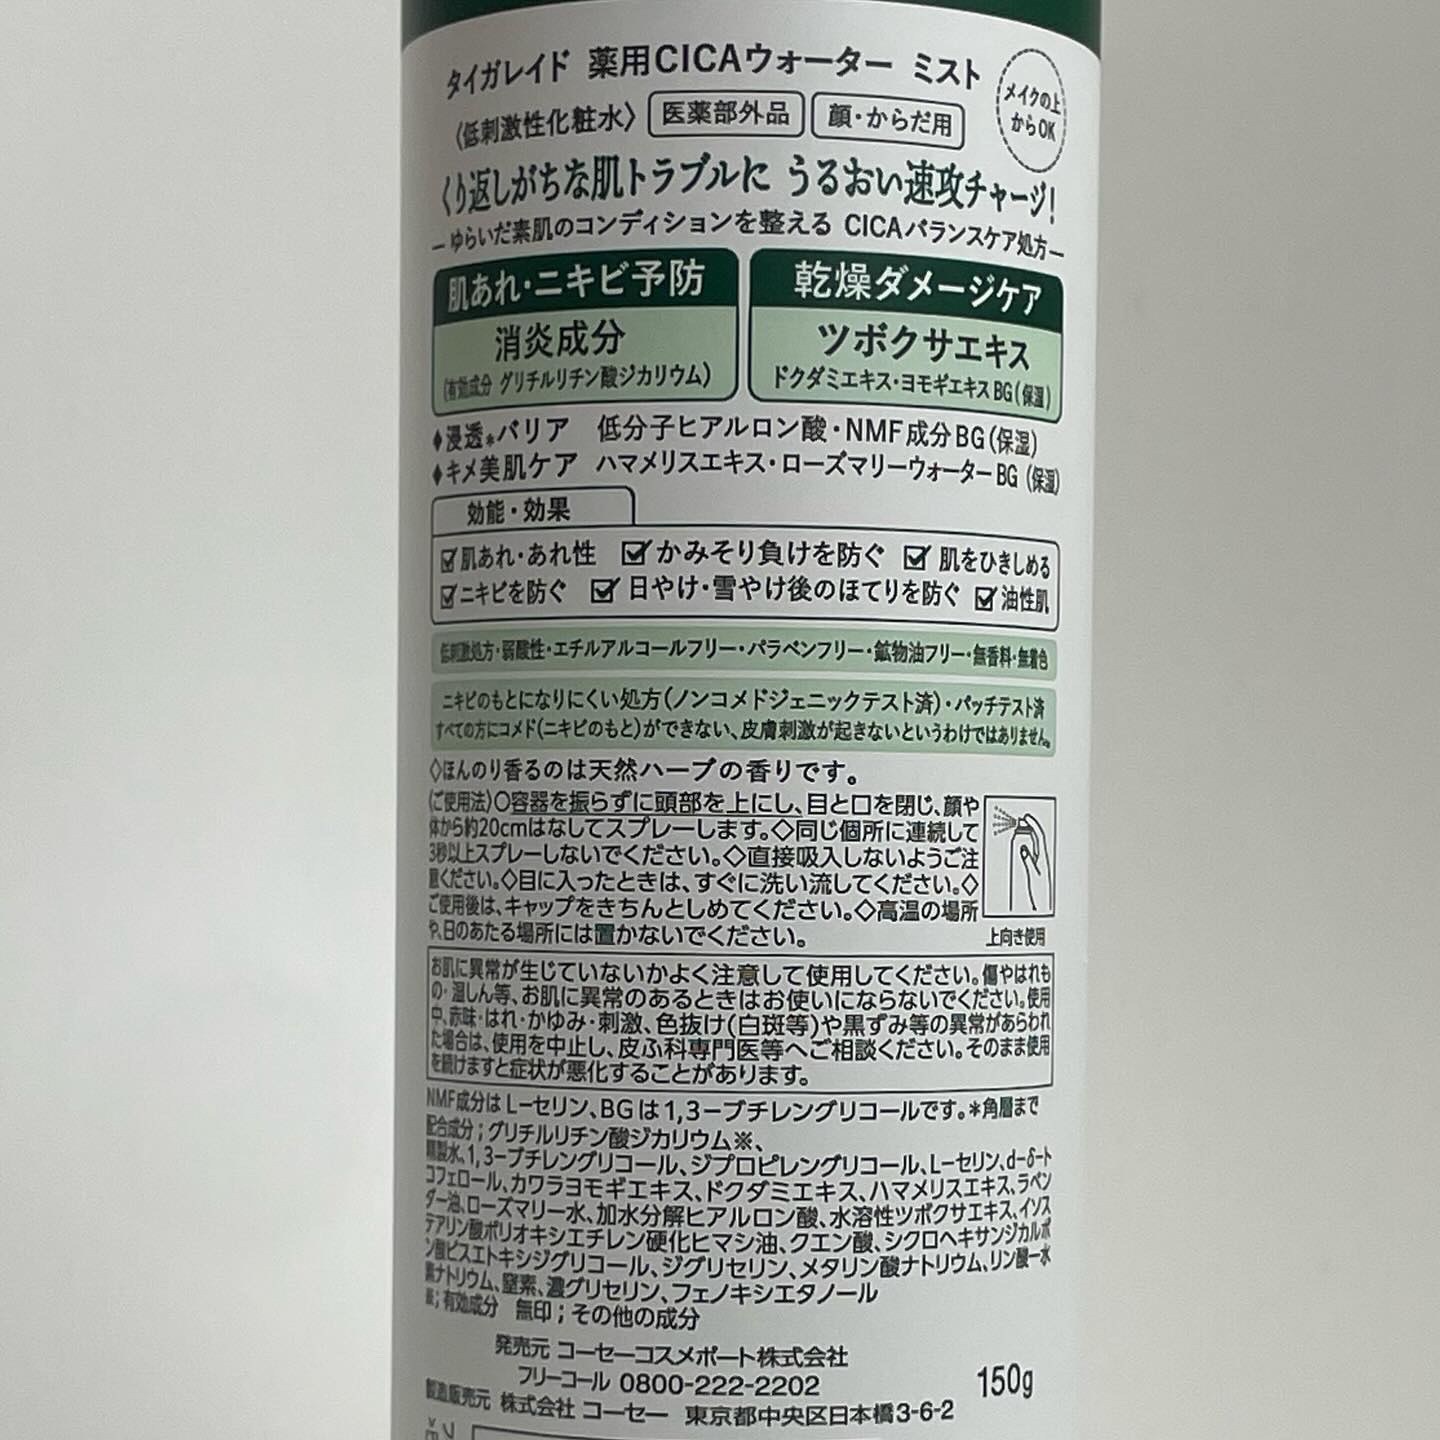 タイガレイド 薬用CICAウォーター ミスト
メイクの上
からOK
〈低刺激性化粧水〉 医薬部外品 顔・からだ用
くり返しがちな肌トラブルに うるおい速攻チャージ!
ーゆらいだ素肌のコンディションを整える CICAバランスケア処方ー
肌あれ・ニキビ予防
消炎成分
(有効成分 グリチルリチン酸ジカリウム)
乾燥ダメージケア
ツボクサエキス
ドクダミエキス・ヨモギエキスBG(保湿)
♦浸透*バリア 低分子ヒアルロン酸・NMF成分BG(保湿)
♦キメ美肌ケア ハマメリスエキス・ローズマリーウォーターBG(保湿)
効能・効果
☑肌あれ・あれ性 ☑かみそり負けを防ぐ ☑肌をひきしめる
☑ニキビを防ぐ ☑日やけ・雪やけ後のほてりを防ぐ ☑油性肌
低刺激処方・弱酸性・エチルアルコールフリー・パラベンフリー・鉱物油フリー・無香料・無着色
ニキビのもとになりにくい処方(ノンコメドジェニックテスト済)・パッチテスト済
すべての方にコメド(ニキビのもと)ができない、皮膚刺激が起きないというわけではありません。
◇ほんのり香るのは天然ハーブの香りです。
〈ご使用法〉○容器を振らずに頭部を上にし、目と口を閉じ、顔や
体から約20cmはなしてスプレーします。◇同じ個所に連続して
3秒以上スプレーしないでください。◇直接吸入しないようご注
意ください。◇目に入ったときは、すぐに洗い流してください。◇
ご使用後は、キャップをきちんとしめてください。◇高温の場所
や、日のあたる場所には置かないでください。
上向き使用
お肌に異常が生じていないかよく注意して使用してください。傷やはれも
の・湿しん等、お肌に異常のあるときはお使いにならないでください。使用
中、赤味・はれ・かゆみ・刺激、色抜け(白斑等)や黒ずみ等の異常があらわれ
た場合は、使用を中止し、皮ふ科専門医等へご相談ください。そのまま使用
を続けますと症状が悪化することがあります。
NMF成分はL-セリン、BGは1,3-ブチレングリコールです。*角層まで
配合成分;グリチルリチン酸ジカリウム※、
精製水、1,3-ブチレングリコール、ジプロピレングリコール、L-セリン、d-δ-ト
コフェロール、カワラヨモギエキス、ドクダミエキス、ハマメリスエキス、ラベン
ダー油、ローズマリー水、加水分解ヒアルロン酸、水溶性ツボクサエキス、イソス
テアリン酸ポリオキシエチレン硬化ヒマシ油、クエン酸、シクロヘキサンジカルボ
ン酸ビスエトキシジグリコール、ジグリセリン、メタリン酸ナトリウム、リン酸一水
素ナトリウム、窒素、濃グリセリン、フェノキシエタノール
※;有効成分 無印;その他の成分
発売元 コーセーコスメポート株式会社
フリーコール 0800-222-2202
150g
製造販売元 株式会社 コーセー 東京都中央区日本橋3-6-2